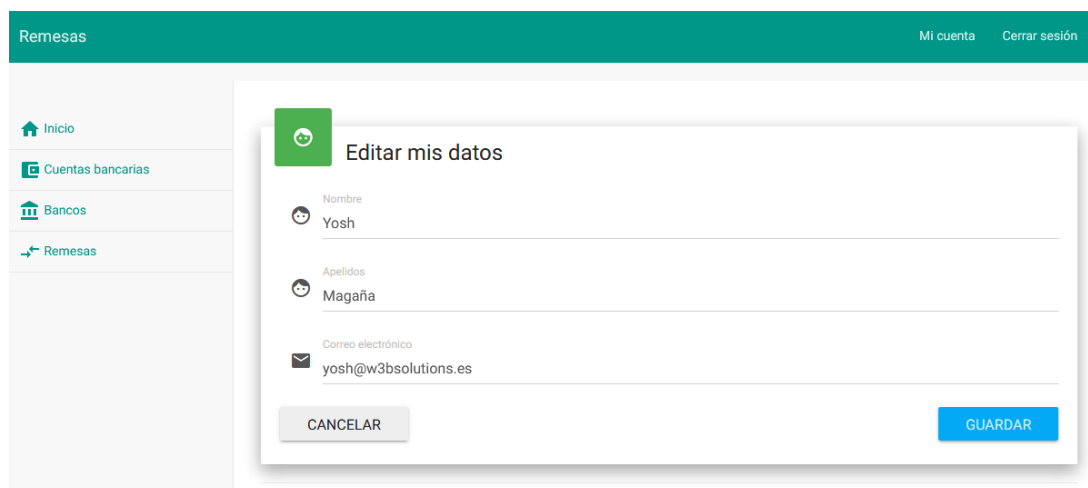 Remesas
Mi cuenta
Cerrar sesión
Inicio
Cuentas bancarias
Bancos
Remesas
Editar mis datos
Nombre
Yosh
Apelidos
Magaña
Correo electrónico
yosh@w3bsolutions.es
CANCELAR
GUARDAR